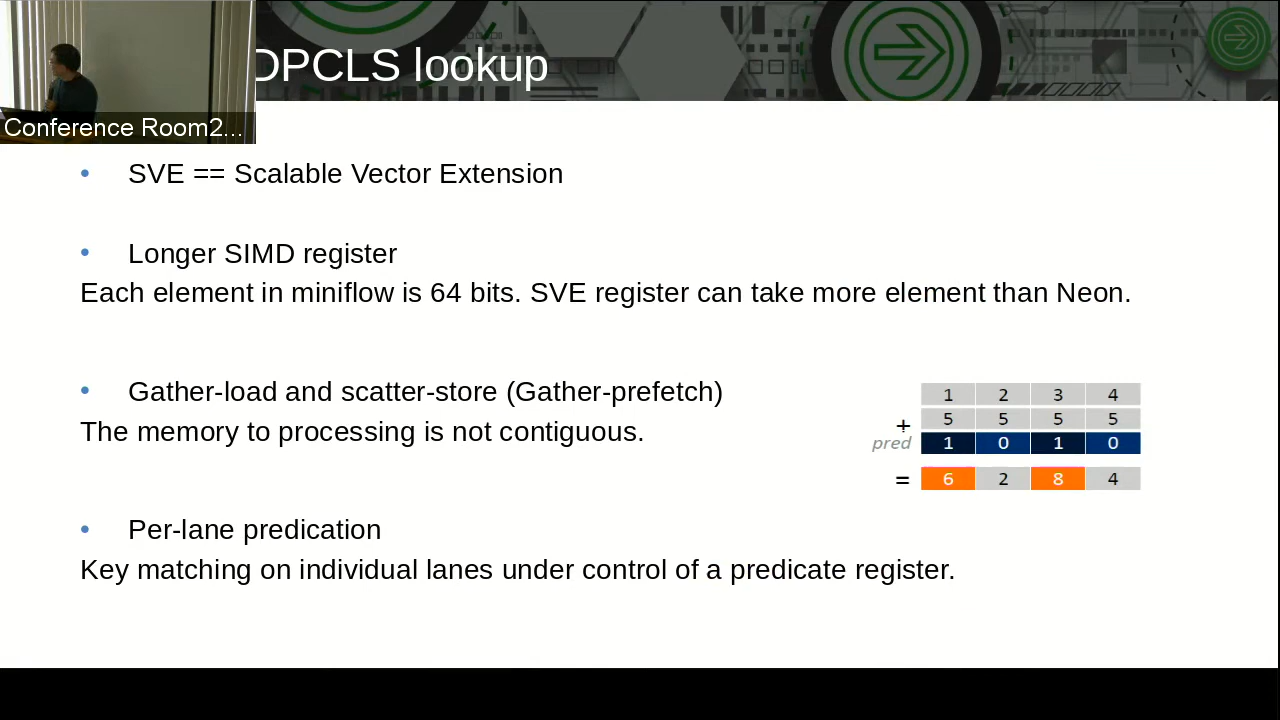 DPCLS lookup
Conference Room2...
• SVE == Scalable Vector Extension
• Longer SIMD register
Each element in miniflow is 64 bits. SVE register can take more element than Neon.
• Gather-load and scatter-store (Gather-prefetch)
The memory to processing is not contiguous.
1 2 3 4
+ 5 5 5 5
pred 1 0 1 0
= 6 2 8 4
• Per-lane predication
Key matching on individual lanes under control of a predicate register.